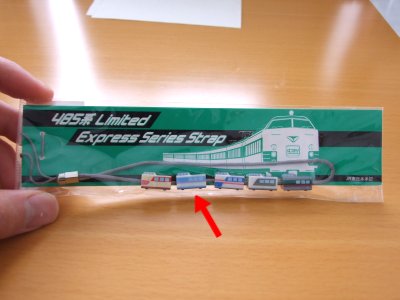 485系 Limited
Express Series Strap